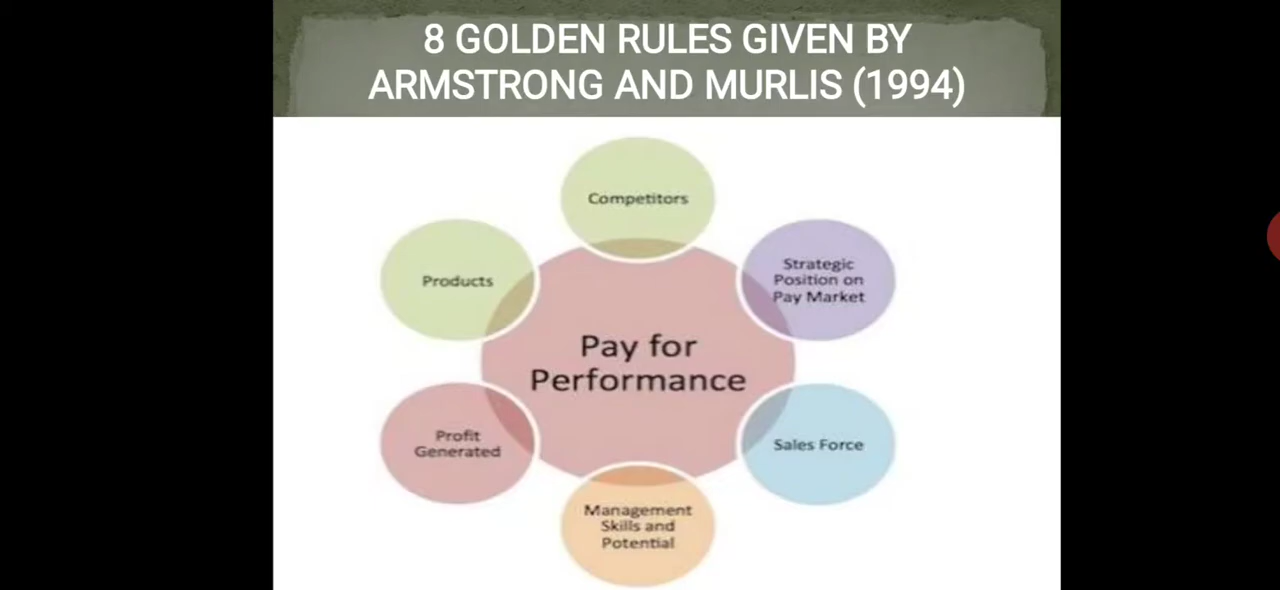 8 GOLDEN RULES GIVEN BY
ARMSTRONG AND MURLIS (1994)
Competitors
Products
Strategic
Position on
Pay Market
Pay for
Performance
Profit
Generated
Sales Force
Management
Skills and
Potential